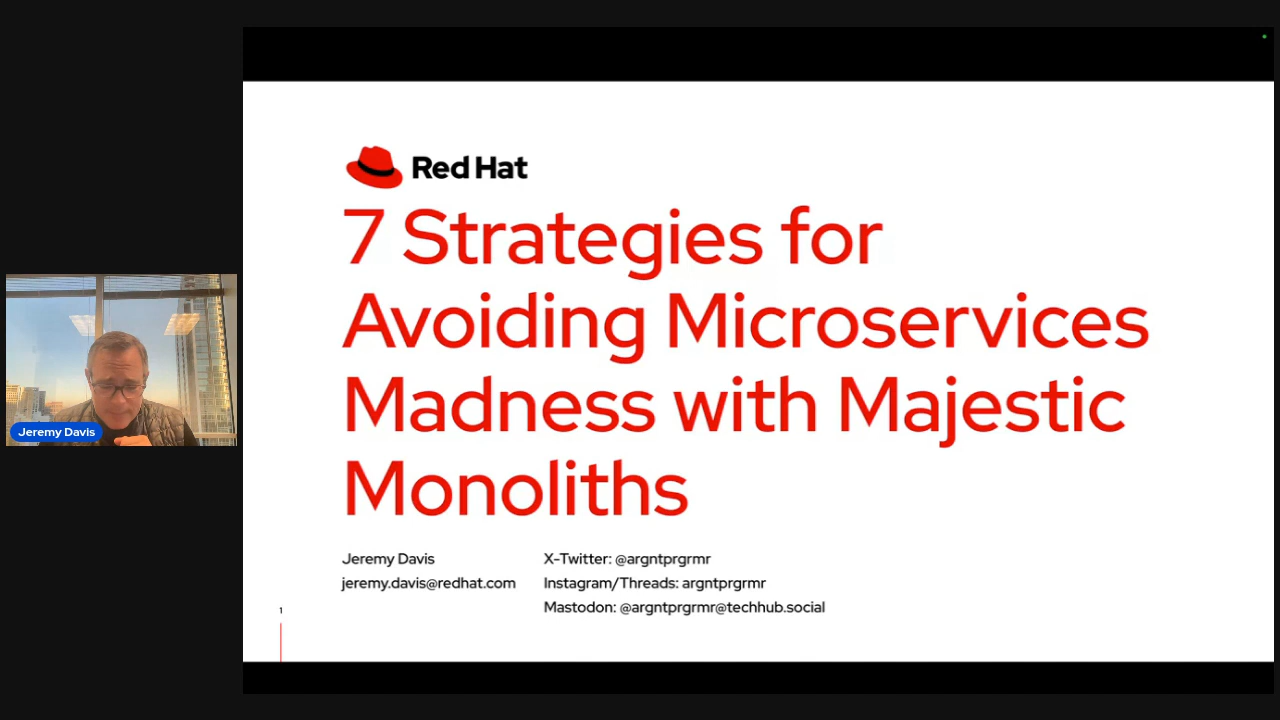 Red Hat
7 Strategies for
Avoiding Microservices
Madness with Majestic
Monoliths
Jeremy Davis
jeremy.davis@redhat.com
X-Twitter: @argntprgrmr
Instagram/Threads: argntprgrmr
Mastodon: @argntprgrmr@techhub.social
1
Jeremy Davis